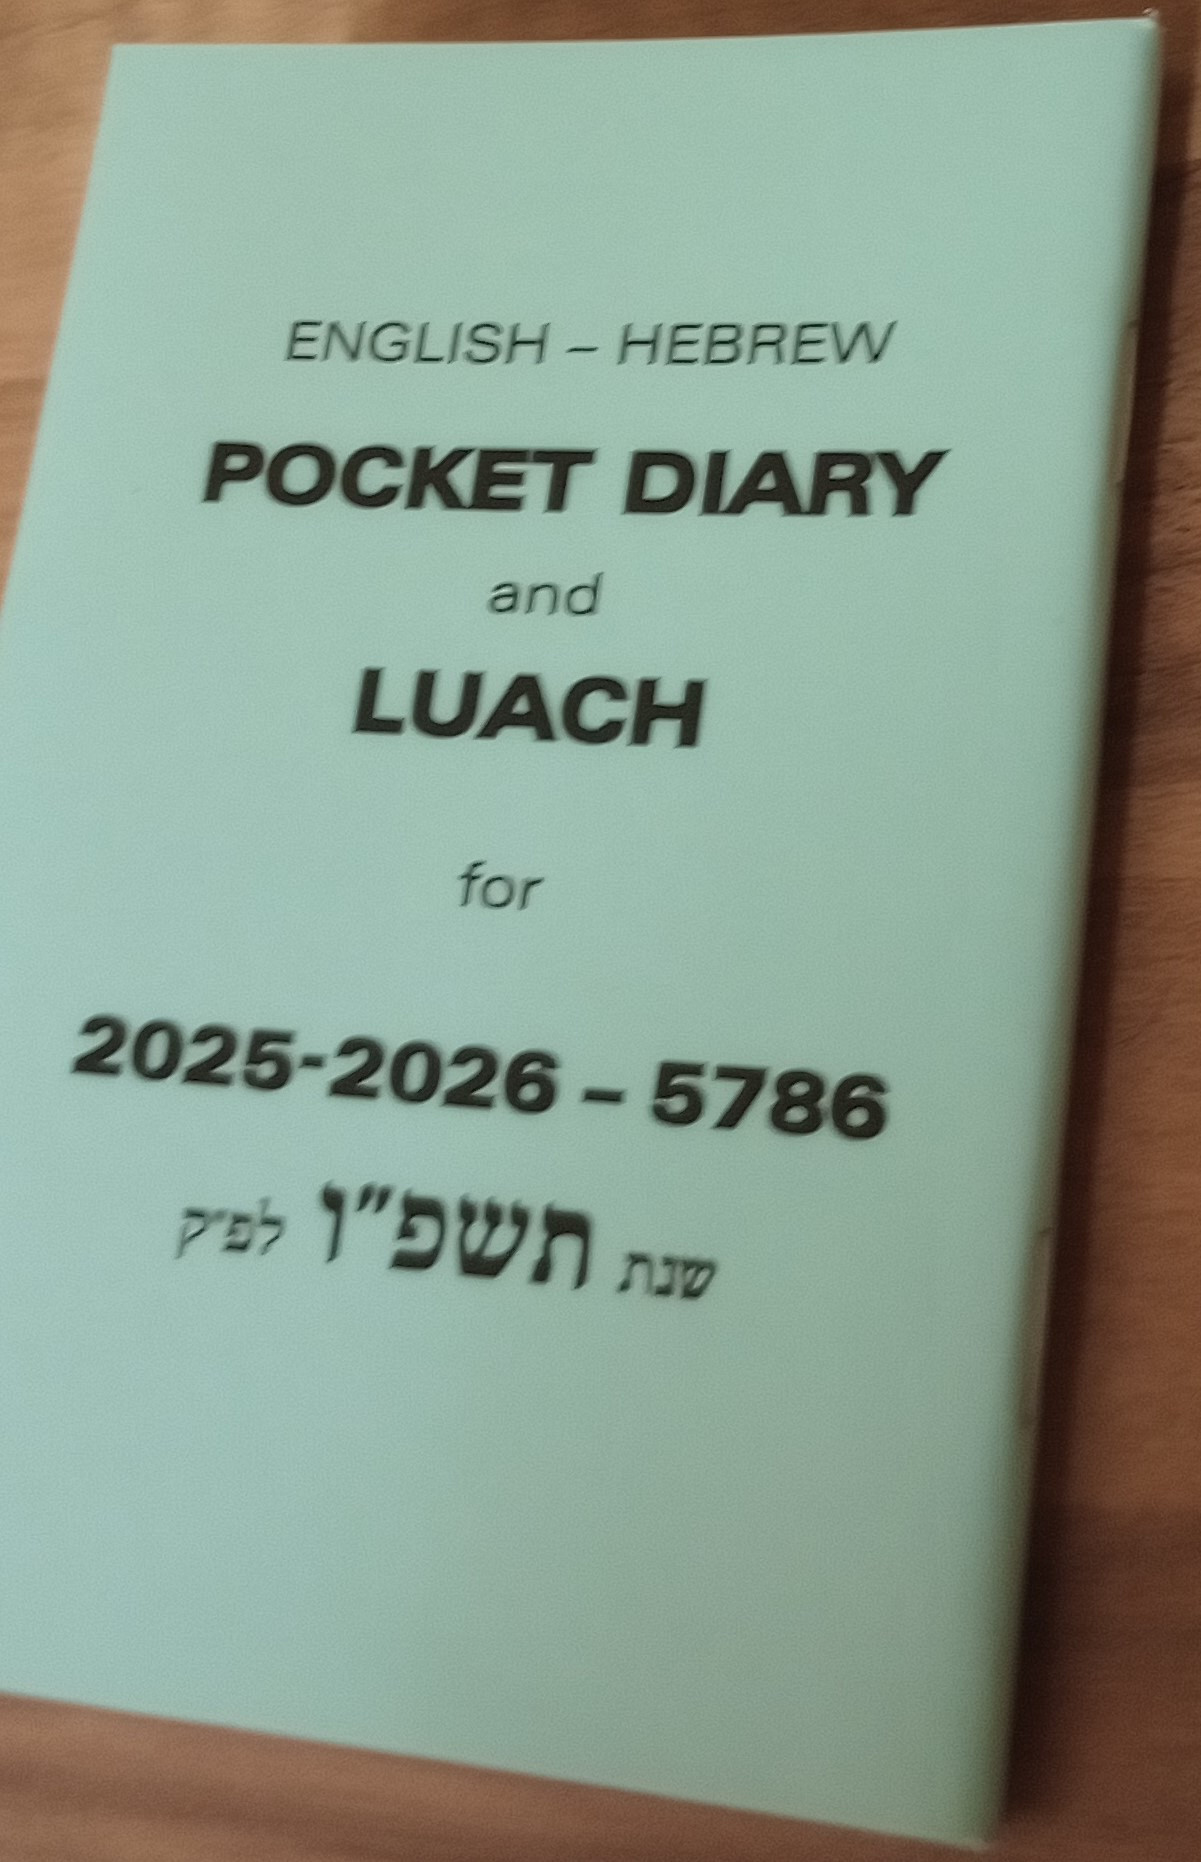 ENGLISH – HEBREW
POCKET DIARY
and
LUACH
for
2025-2026 – 5786
שנת תשפ"ו לפ"ק